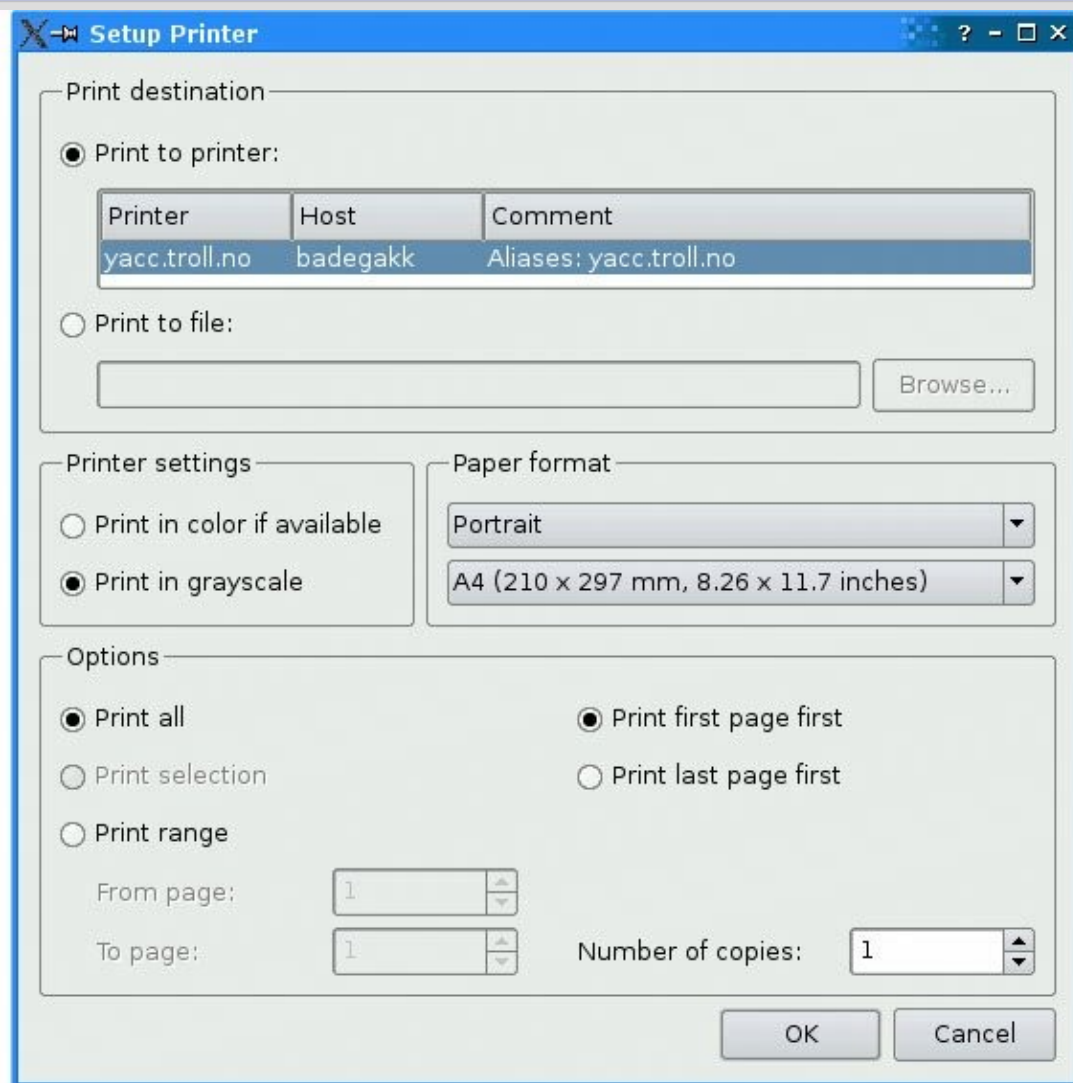 Setup Printer
Print destination
Print to printer:
Printer Host Comment
yacc.troll.no badegakk Aliases: yacc.troll.no
Print to file:
Browse...
Printer settings
Print in color if available
Print in grayscale
Paper format
Portrait
A4 (210 x 297 mm, 8.26 x 11.7 inches)
Options
Print all
Print selection
Print range
From page: 1
To page: 1
Print first page first
Print last page first
Number of copies: 1
OK Cancel